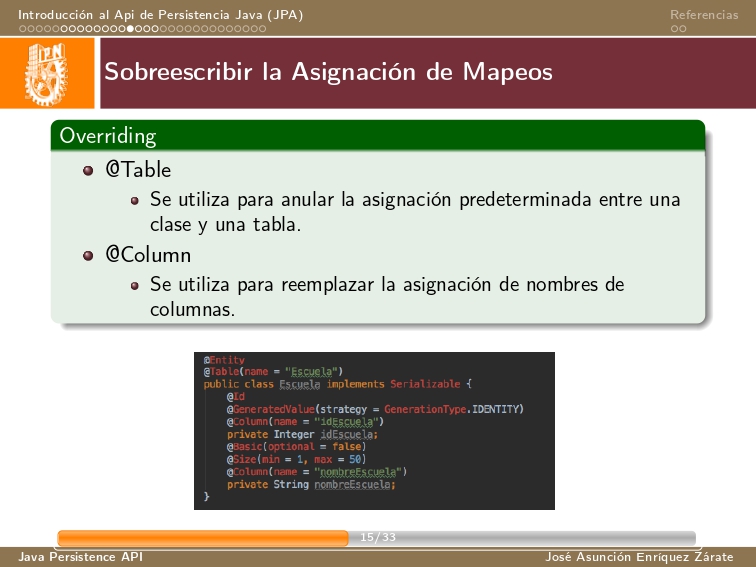 Introducción al Api de Persistencia Java (JPA)
Referencias
IPN
Sobreescribir la Asignación de Mapeos
Overriding
@Table
Se utiliza para anular la asignación predeterminada entre una
clase y una tabla.
@Column
Se utiliza para reemplazar la asignación de nombres de
columnas.
@Entity
@Table(name = "Escuela")
public class Escuela implements Serializable {
@Id
@GeneratedValue(strategy = GenerationType.IDENTITY)
@Column(name = "idEscuela")
private Integer idEscuela;
@Basic(optional = false)
@Size(min = 1, max = 50)
@Column(name = "nombreEscuela")
private String nombreEscuela;
}
15/33
Java Persistence API
José Asunción Enríquez Zárate